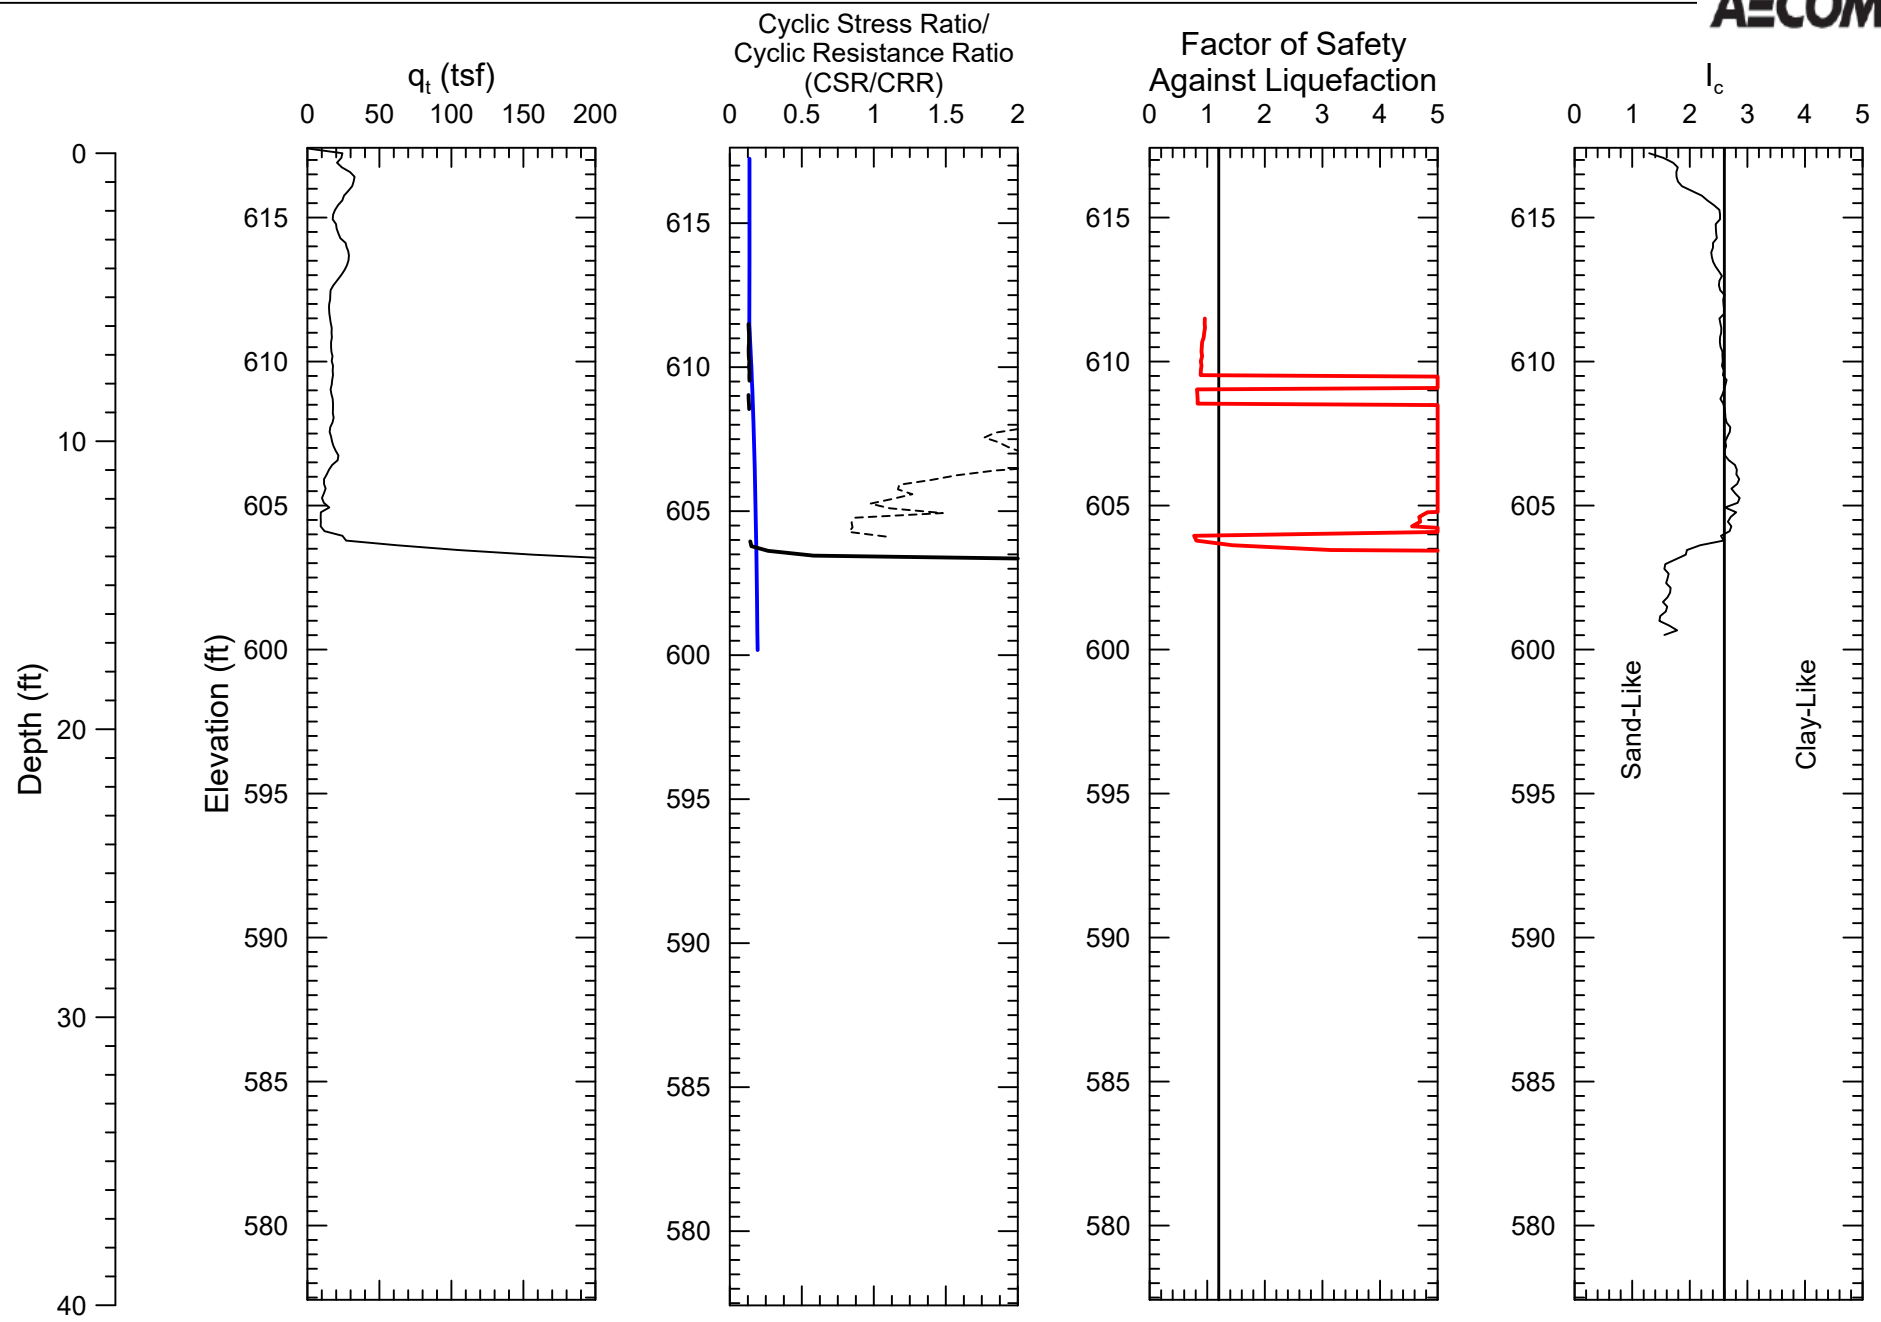 AECOM
Cyclic Stress Ratio/
Cyclic Resistance Ratio
(CSR/CRR)
Factor of Safety
Against Liquefaction
qt (tsf)
Ic
0 50 100 150 200
0 0.5 1 1.5 2
0 1 2 3 4 5
0 1 2 3 4 5
Depth (ft)
0
10
20
30
40
Elevation (ft)
615
610
605
600
595
590
585
580
615
610
605
600
595
590
585
580
615
610
605
600
595
590
585
580
615
610
605
600
595
590
585
580
Sand-Like
Clay-Like